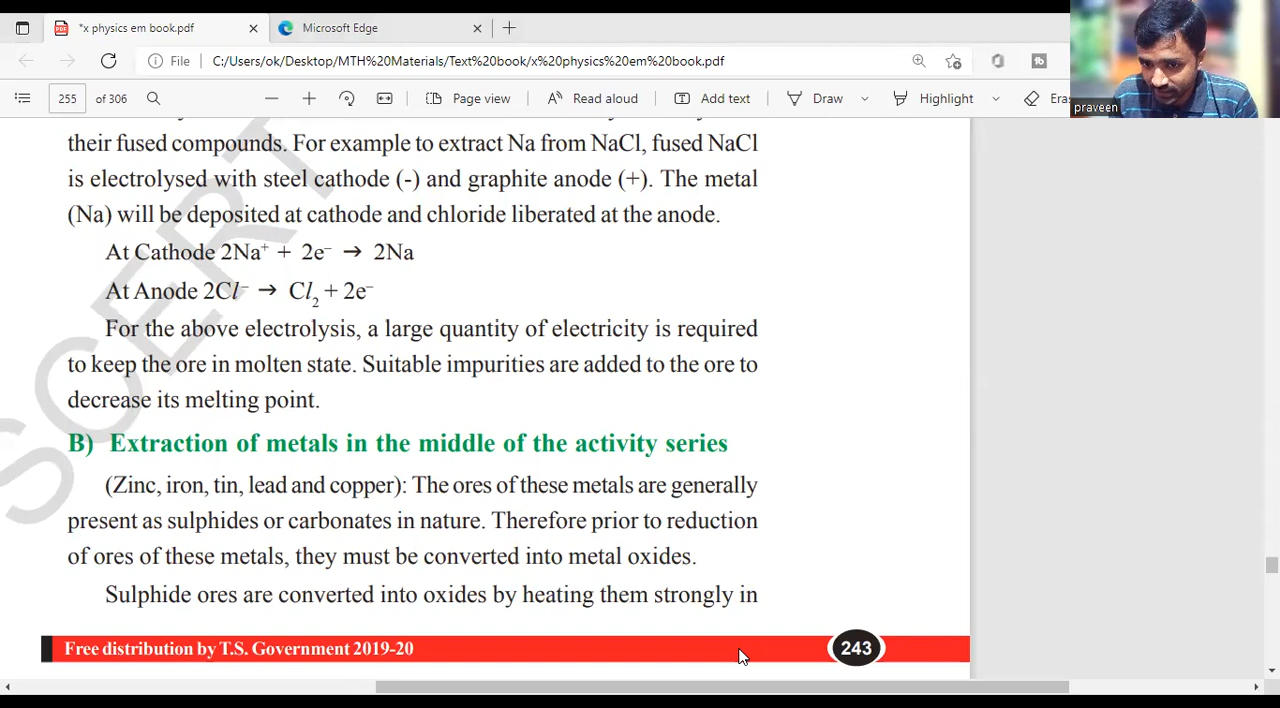 *x physics em book.pdf
Microsoft Edge
File
C:/Users/ok/Desktop/MTH%20Materials/Text%20book/x%20physics%20em%20book.pdf
255 of 306
Page view
Read aloud
Add text
Draw
Highlight
Eras
praveen
their fused compounds. For example to extract Na from NaCl, fused NaCl
is electrolysed with steel cathode (-) and graphite anode (+). The metal
(Na) will be deposited at cathode and chloride liberated at the anode.
At Cathode 2Na⁺ + 2e⁻ → 2Na
At Anode 2Cl⁻ → Cl₂ + 2e⁻
For the above electrolysis, a large quantity of electricity is required
to keep the ore in molten state. Suitable impurities are added to the ore to
decrease its melting point.
B) Extraction of metals in the middle of the activity series
(Zinc, iron, tin, lead and copper): The ores of these metals are generally
present as sulphides or carbonates in nature. Therefore prior to reduction
of ores of these metals, they must be converted into metal oxides.
Sulphide ores are converted into oxides by heating them strongly in
Free distribution by T.S. Government 2019-20
243
SCERT